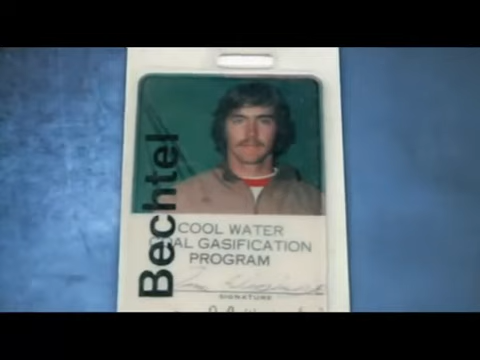 Bechtel
COOL WATER
COAL GASIFICATION
PROGRAM
SIGNATURE